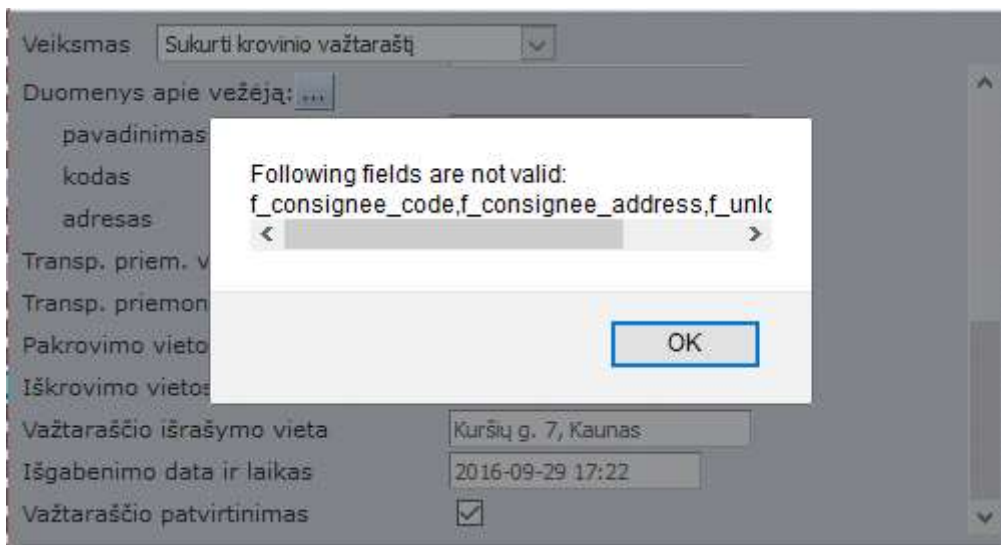 Veiksmas Sukurti krovinio važtaraštį
Duomenys apie vežėją: ...
pavadinimas
kodas
adresas
Transp. priem. v
Transp. priemon
Pakrovimo vieto
Iškrovimo vietos
Following fields are not valid:
f_consignee_code,f_consignee_address,f_unlo
OK
Važtaraščio išrašymo vieta Kuršių g. 7, Kaunas
Išgabenimo data ir laikas 2016-09-29 17:22
Važtaraščio patvirtinimas